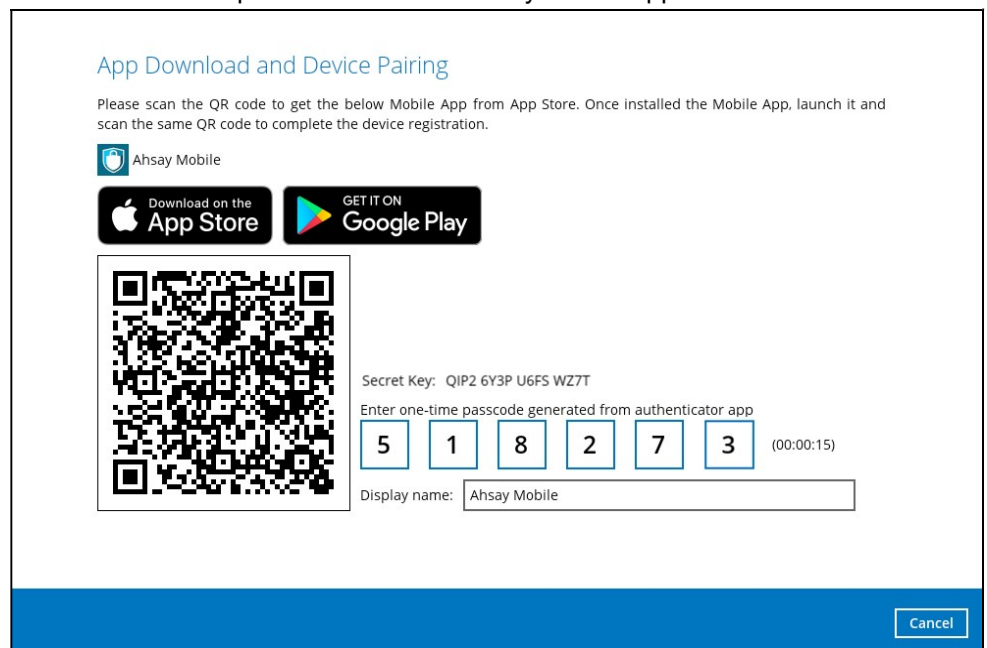 App Download and Device Pairing
Please scan the QR code to get the below Mobile App from App Store. Once installed the Mobile App, launch it and
scan the same QR code to complete the device registration.
Ahsay Mobile
Download on the App Store
GET IT ON Google Play
Secret Key: QIP2 6Y3P U6FS WZ7T
Enter one-time passcode generated from authenticator app
5 1 8 2 7 3 (00:00:15)
Display name: Ahsay Mobile
Cancel